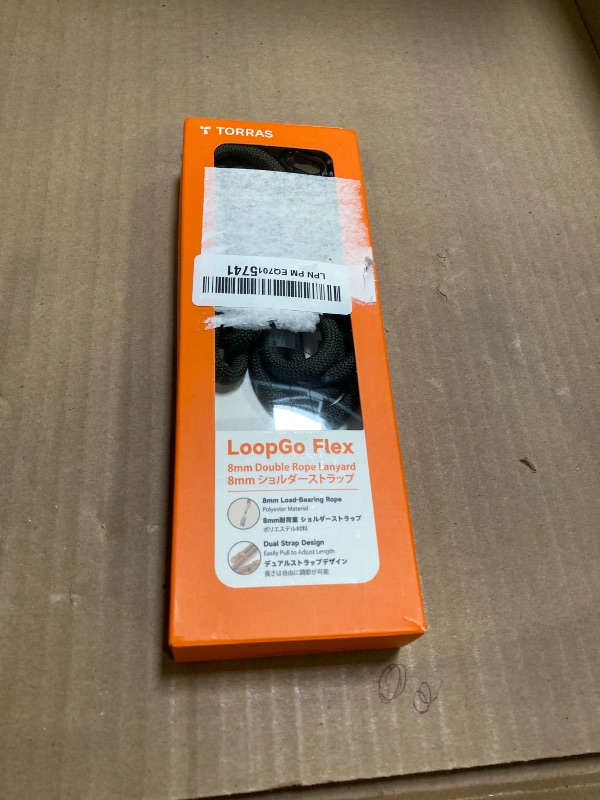 TORRAS
LPN PM EQ7015741
LoopGo Flex
8mm Double Rope Lanyard
8mm ショルダーストラップ
8mm Load-Bearing Rope
Polyester Material
8mm耐荷重 ショルダーストラップ
ポリエステル材料
Dual Strap Design
Easily Pull to Adjust Length
デュアルストラップデザイン
長さは自由に調節が可能